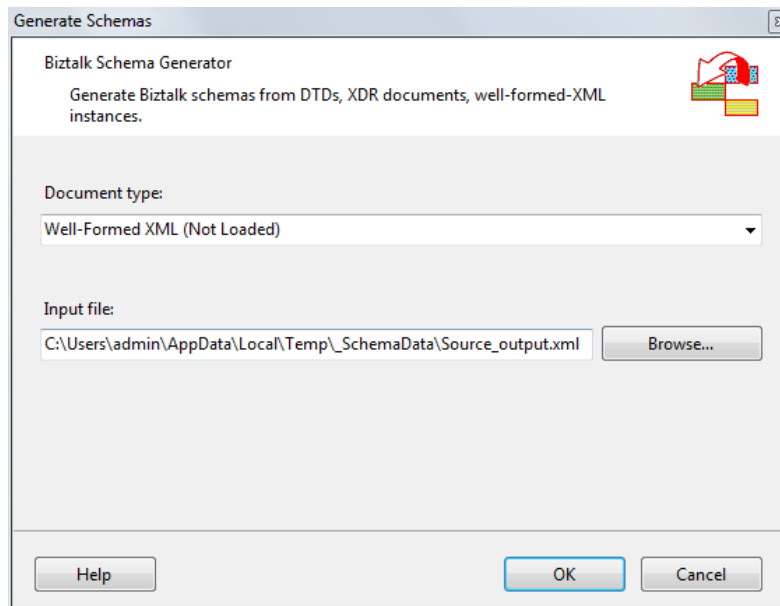 Generate Schemas
Biztalk Schema Generator
Generate Biztalk schemas from DTDs, XDR documents, well-formed-XML
instances.
Document type:
Well-Formed XML (Not Loaded)
Input file:
C:\Users\admin\AppData\Local\Temp\_SchemaData\Source_output.xml
Browse...
Help
OK
Cancel